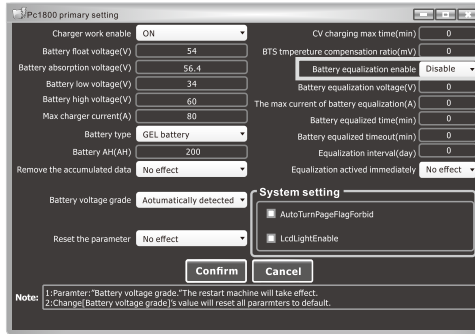 Pc1800 primary setting
Charger work enable ON
Battery float voltage(V) 54
Battery absorption voltage(V) 56.4
Battery low voltage(V) 34
Battery high voltage(V) 60
Max charger current(A) 80
Battery type GEL battery
Battery AH(AH) 200
Remove the accumulated data No effect
Battery voltage grade Aotumatically detected
Reset the parameter No effect
CV charging max time(min) 0
BTS tmpereture compensation ratio(mV) 0
Battery equalization enable Disable
Battery equalization voltage(V) 0
The max current of battery equalization(A) 0
Battery equalized time(min) 0
Battery equalized timeout(min) 0
Equalization interval(day) 0
Equalization actived immediately No effect
System setting
AutoTurnPageFlagForbid
LcdLightEnable
Confirm Cancel
Note: 1:Paramter:"Battery voltage grade."The restart machine will take effect.
2:Change[Battery voltage grade]'s value will reset all pararmters to default.